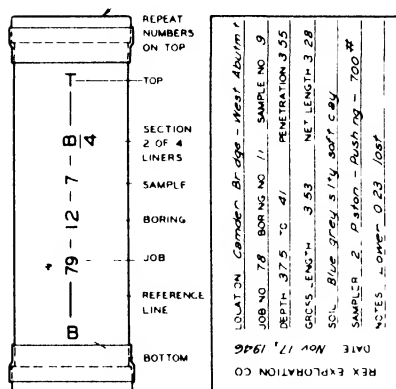 REPEAT
NUMBERS
ON TOP
TOP
SECTION
2 OF 4
LINERS
SAMPLE
BORING
JOB
REFERENCE
LINE
BOTTOM
T
B 4
7
12
79
B
LOCATION Camden Bridge - West Abutm't
JOB NO 78 BORING NO 11 SAMPLE NO 9
DEPTH 37.5 TO 41 PENETRATION 3.55
GROSS LENGTH 3.53 NET LENGTH 3.28
SOIL Blue grey silty soft clay
SAMPLER 2" Piston - Pushing - 700 #
NOTES Lower 0.23 lost
DATE Nov 17, 1946
REX EXPLORATION CO